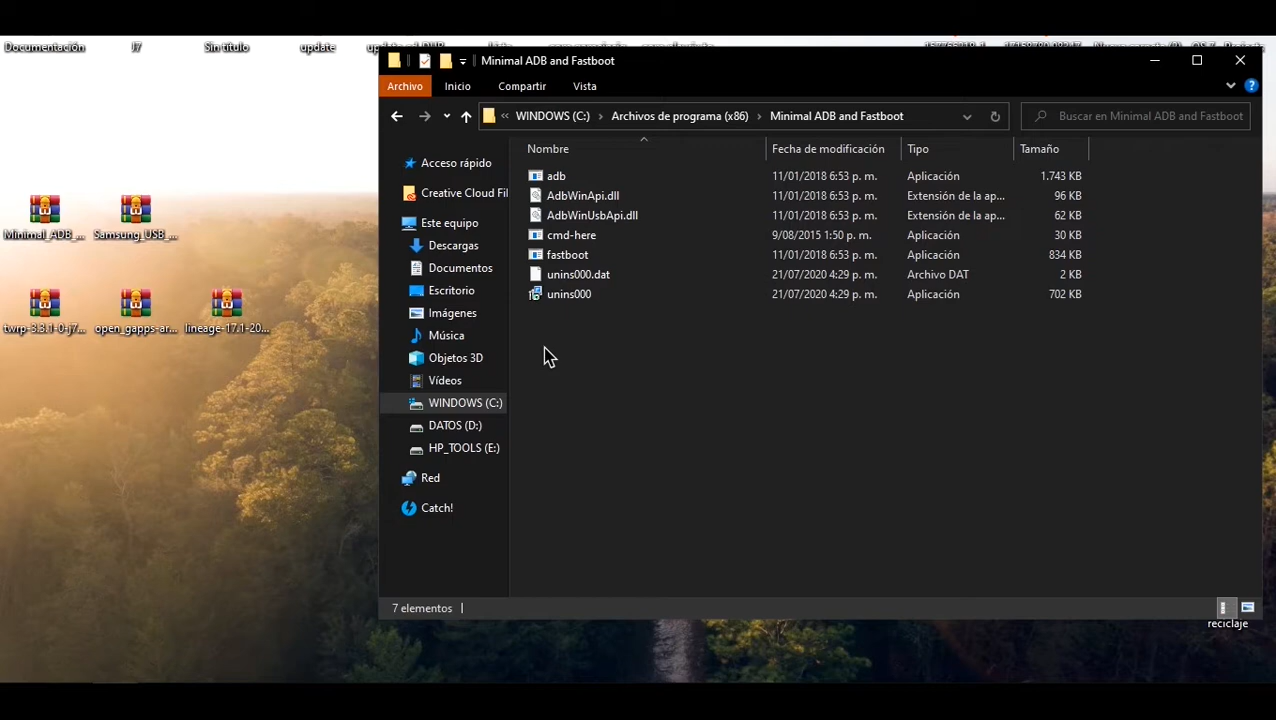 Documentación J7 Sin título update
Minimal ADB and Fastboot
Archivo Inicio Compartir Vista
WINDOWS (C:) Archivos de programa (x86) Minimal ADB and Fastboot Buscar en Minimal ADB and Fastboot
Nombre Fecha de modificación Tipo Tamaño
Acceso rápido
Creative Cloud Fil
Este equipo
Descargas
Documentos
Escritorio
Imágenes
Música
Objetos 3D
Vídeos
WINDOWS (C:)
DATOS (D:)
HP_TOOLS (E:)
Red
Catch!
adb 11/01/2018 6:53 p. m. Aplicación 1.743 KB
AdbWinApi.dll 11/01/2018 6:53 p. m. Extensión de la ap... 96 KB
AdbWinUsbApi.dll 11/01/2018 6:53 p. m. Extensión de la ap... 62 KB
cmd-here 9/08/2015 1:50 p. m. Aplicación 30 KB
fastboot 11/01/2018 6:53 p. m. Aplicación 834 KB
unins000.dat 21/07/2020 4:29 p. m. Archivo DAT 2 KB
unins000 21/07/2020 4:29 p. m. Aplicación 702 KB
Minimal_ADB_... Samsung_USB_...
twrp-3.3.1-0-j7... open_gapps-ar... lineage-17.1-20...
7 elementos
reciclaje